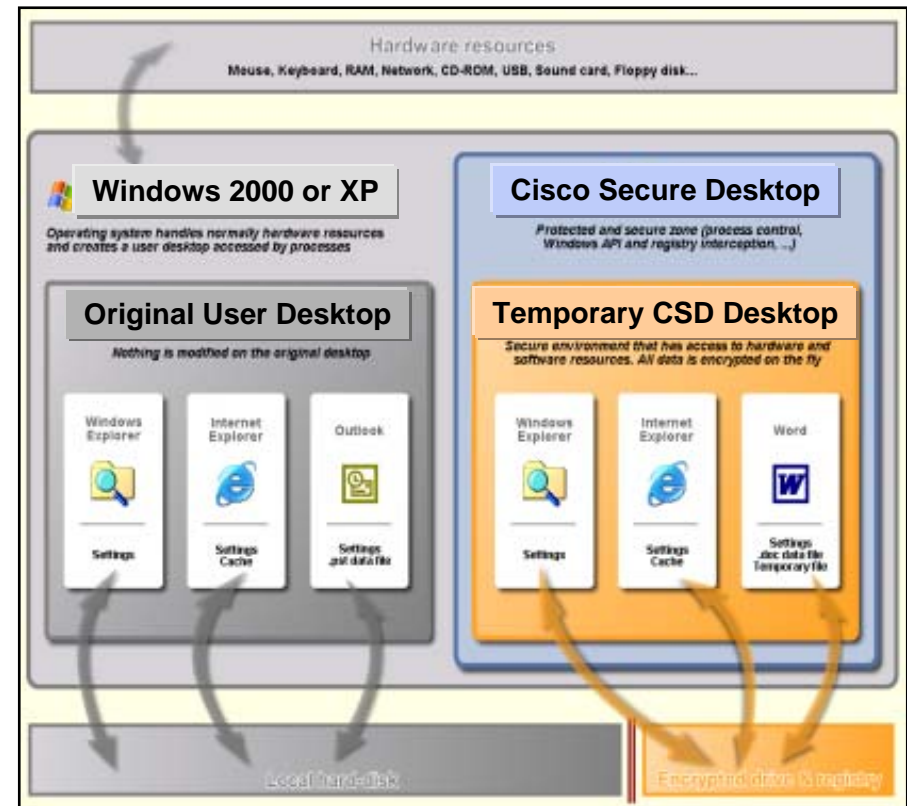 Hardware resources
Mouse, Keyboard, RAM, Network, CD-ROM, USB, Sound card, Floppy disk...
Windows 2000 or XP
Operating system handles normally hardware resources
and creates a user desktop accessed by processes
Cisco Secure Desktop
Protected and secure zone (process control,
Windows API and registry interception, ...)
Original User Desktop
Nothing is modified on the original desktop
Windows
Explorer
Settings
Internet
Explorer
Settings
Cache
Outlook
Settings
.pst data file
Temporary CSD Desktop
Secure environment that has access to hardware and
software resources. All data is encrypted on the fly
Windows
Explorer
Settings
Internet
Explorer
Settings
Cache
Word
W
Settings
.doc data file
Temporary file
Local hard-disk
Encrypted drive & registry